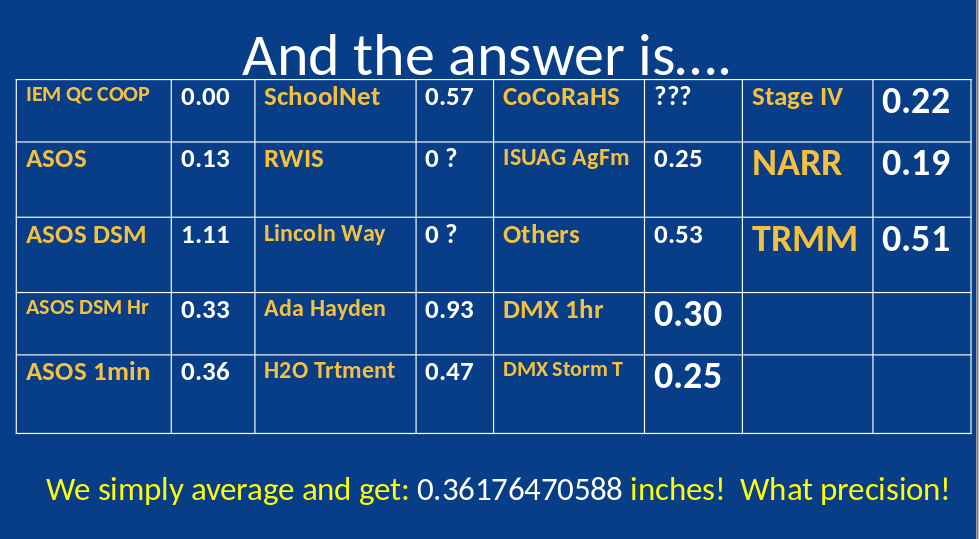 And the answer is….
IEM QC COOP 0.00 SchoolNet 0.57 CoCoRaHS ??? Stage IV 0.22
ASOS 0.13 RWIS 0 ? ISUAG AgFm 0.25 NARR 0.19
ASOS DSM 1.11 Lincoln Way 0 ? Others 0.53 TRMM 0.51
ASOS DSM Hr 0.33 Ada Hayden 0.93 DMX 1hr 0.30
ASOS 1min 0.36 H2O Trtment 0.47 DMX Storm T 0.25
We simply average and get: 0.36176470588 inches! What precision!